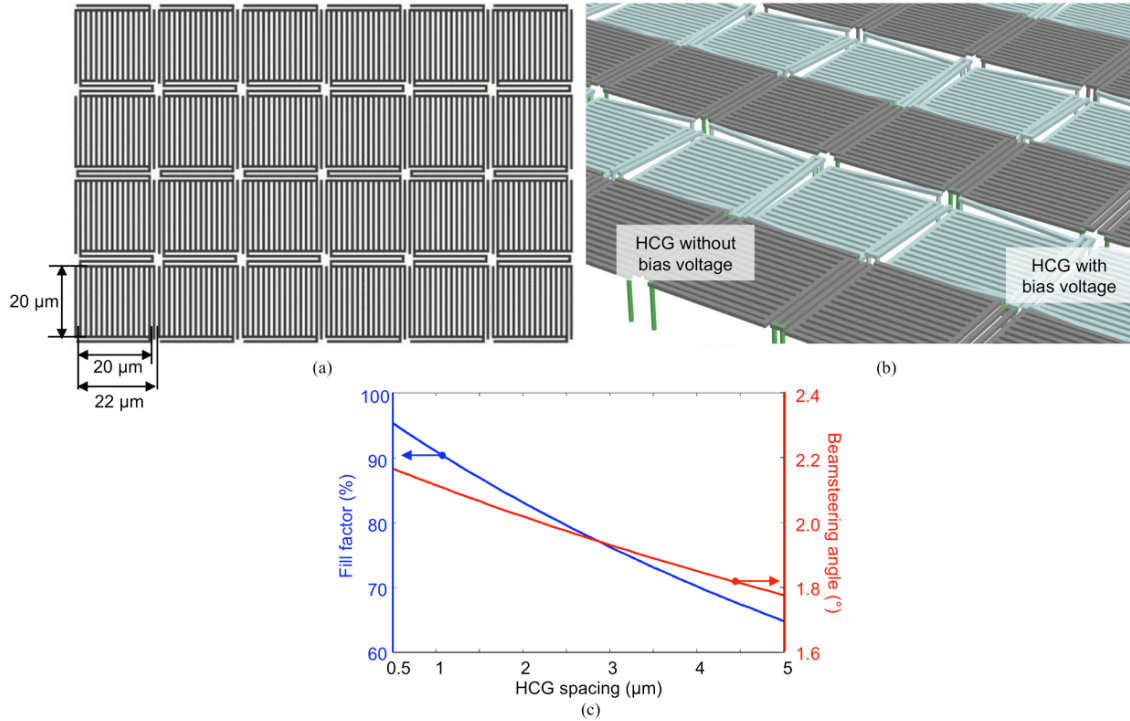 20 µm
20 µm
22 µm
(a)
HCG without
bias voltage
HCG with
bias voltage
(b)
100
90
80
70
60
Fill factor (%)
0.5 1 2 3 4 5
HCG spacing (µm)
2.4
2.2
2.0
1.8
1.6
Beamsteering angle (°)
(c)